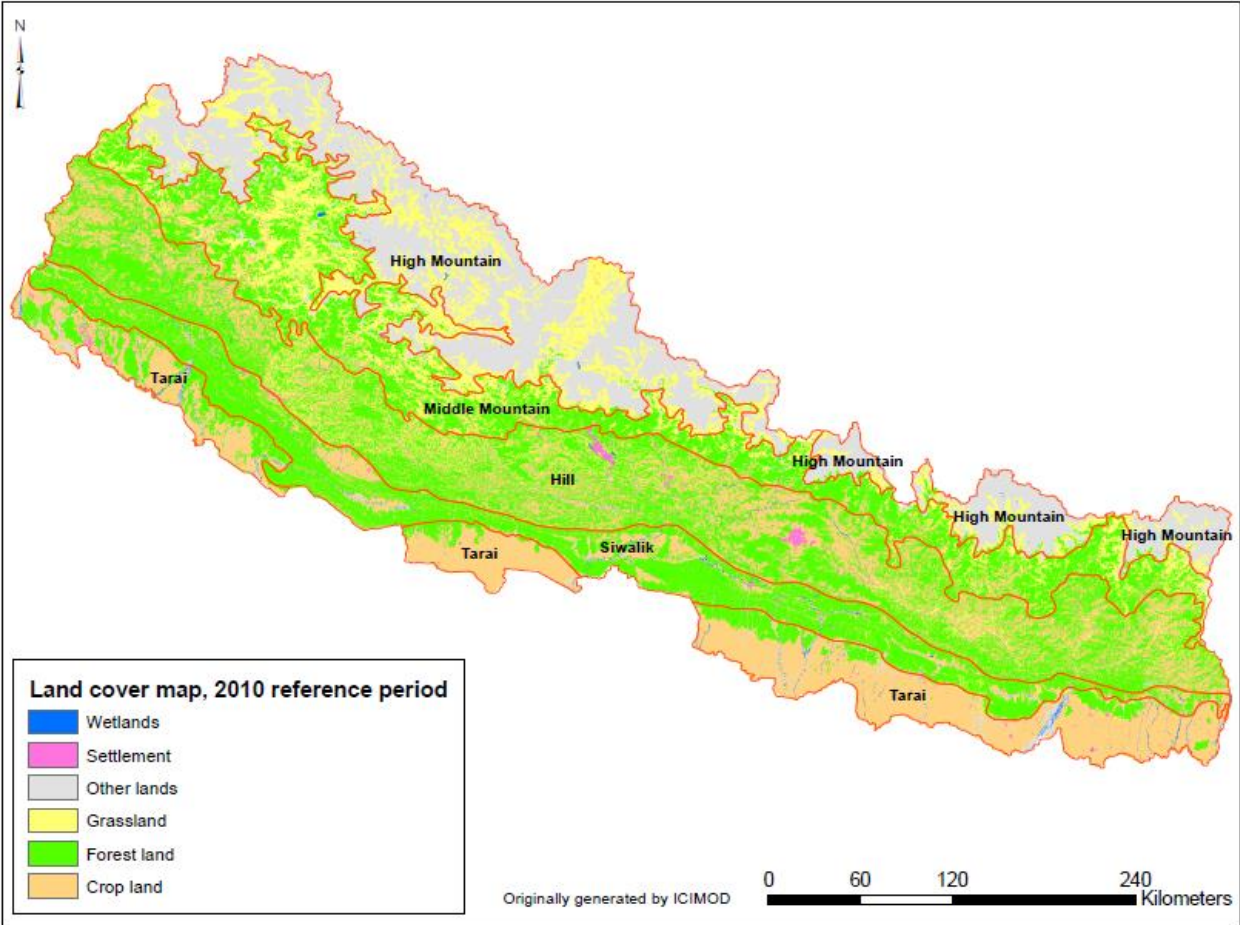 N
High Mountain
Tarai
Middle Mountain
High Mountain
Hill
High Mountain
High Mountain
Siwalik
Tarai
Tarai
Land cover map, 2010 reference period
Wetlands
Settlement
Other lands
Grassland
Forest land
Crop land
Originally generated by ICIMOD
0 60 120 240
Kilometers